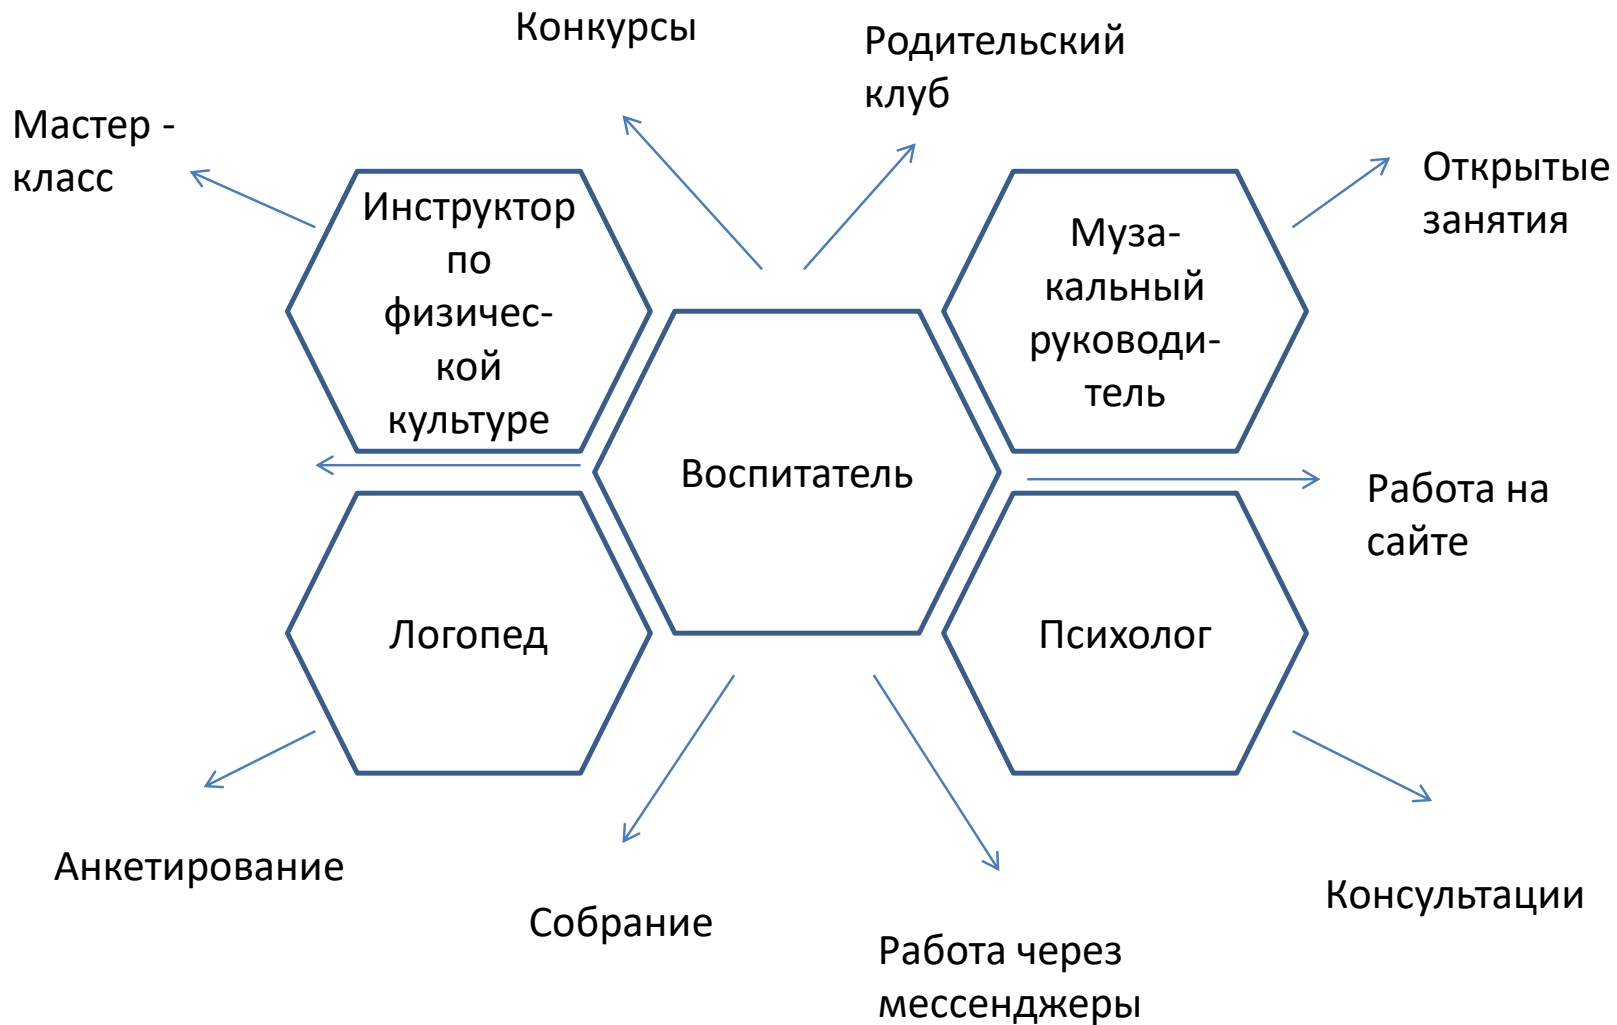 Конкурсы
Родительский
клуб
Мастер -
класс
Открытые
занятия
Инструктор
по
физичес-
кой
культуре
Муза-
кальный
руководи-
тель
Воспитатель
Работа на
сайте
Логопед
Психолог
Анкетирование
Собрание
Работа через
мессенджеры
Консультации